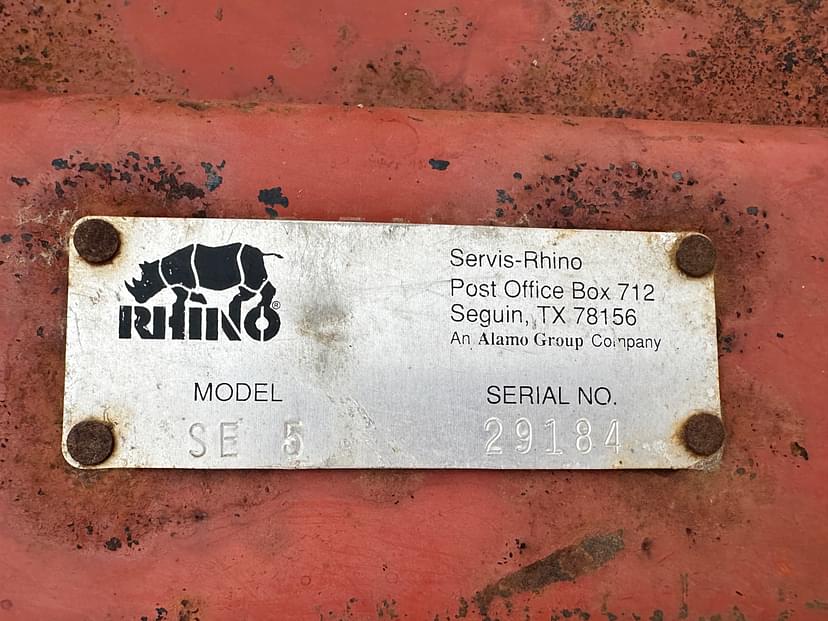 RHINO®
Servis-Rhino
Post Office Box 712
Seguin, TX 78156
An Alamo Group Company
MODEL
SERIAL NO.
SE 5
29184